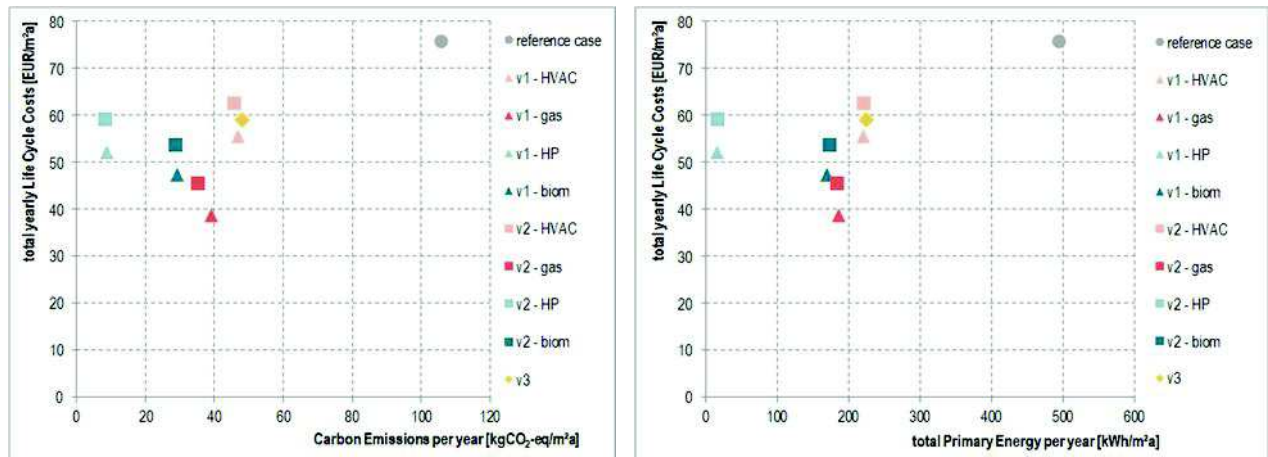 total yearly Life Cycle Costs [EUR/m²a]
80
70
60
50
40
30
20
10
0
0 20 40 60 80 100 120
Carbon Emissions per year [kgCO₂-eq/m²a]
reference case
v1 - HVAC
v1 - gas
v1 - HP
v1 - biom
v2 - HVAC
v2 - gas
v2 - HP
v2 - biom
v3
total yearly Life Cycle Costs [EUR/m²a]
80
70
60
50
40
30
20
10
0
0 100 200 300 400 500 600
total Primary Energy per year [kWh/m²a]
reference case
v1 - HVAC
v1 - gas
v1 - HP
v1 - biom
v2 - HVAC
v2 - gas
v2 - HP
v2 - biom
v3